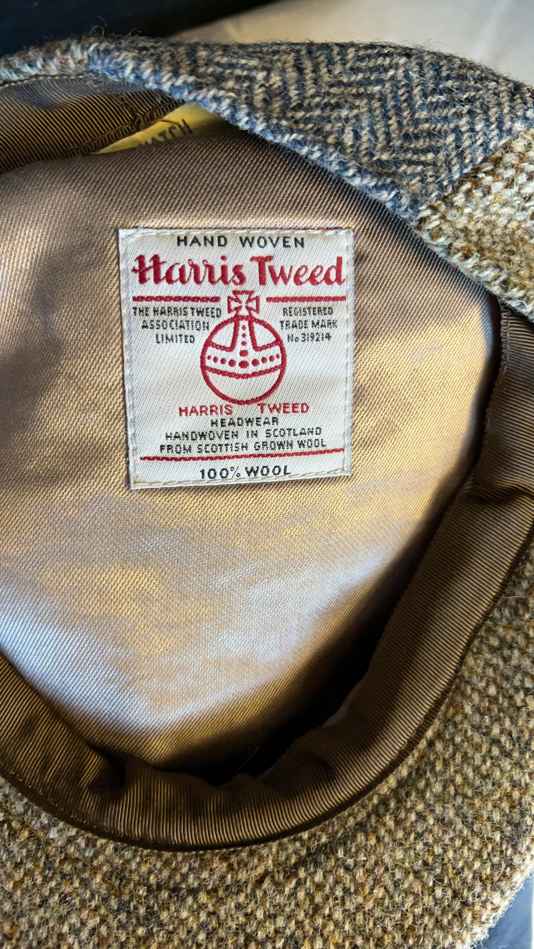 ATCH
HAND WOVEN
Harris Tweed
THE HARRIS TWEED
ASSOCIATION
LIMITED
REGISTERED
TRADE MARK
No 319214
HARRIS TWEED
HEADWEAR
HANDWOVEN IN SCOTLAND
FROM SCOTTISH GROWN WOOL
100% WOOL